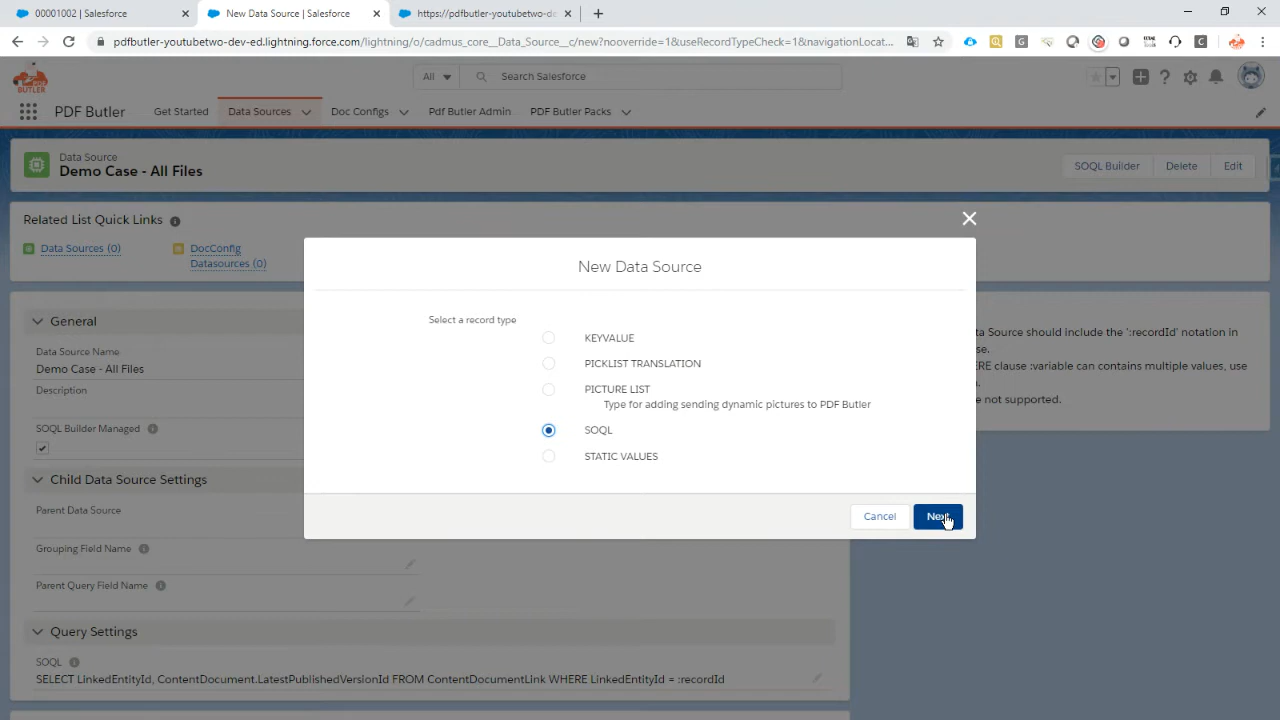 00001002 | Salesforce
New Data Source | Salesforce
https://pdfbutler-youtubetwo-de
pdfbutler-youtubetwo-dev-ed.lightning.force.com/lightning/o/cadmus_core__Data_Source__c/new?nooverride=1&useRecordTypeCheck=1&navigationLocat...
All
Search Salesforce
BUTLER
PDF Butler
Get Started
Data Sources
Doc Configs
Pdf Butler Admin
PDF Butler Packs
Data Source
Demo Case - All Files
SOQL Builder
Delete
Edit
Related List Quick Links
Data Sources (0)
DocConfig
Datasources (0)
New Data Source
Select a record type
KEYVALUE
PICKLIST TRANSLATION
PICTURE LIST
Type for adding sending dynamic pictures to PDF Butler
SOQL
STATIC VALUES
Cancel
General
Data Source Name
Demo Case - All Files
Description
SOQL Builder Managed
Child Data Source Settings
Parent Data Source
Grouping Field Name
Parent Query Field Name
Query Settings
SOQL
SELECT LinkedEntityId, ContentDocument.LatestPublishedVersionId FROM ContentDocumentLink WHERE LinkedEntityId = :recordId
ta Source should include the ':recordId' notation in
se.
ERE clause :variable can contains multiple values, use
e not supported.